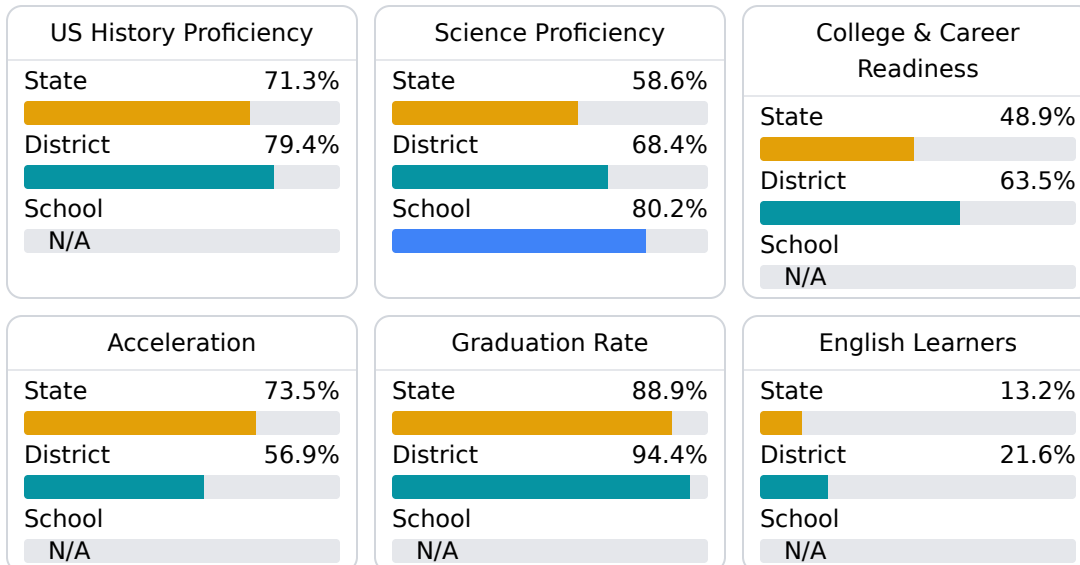 US History Proficiency
State 71.3%
District 79.4%
School
N/A
Science Proficiency
State 58.6%
District 68.4%
School 80.2%
College & Career
Readiness
State 48.9%
District 63.5%
School
N/A
Acceleration
State 73.5%
District 56.9%
School
N/A
Graduation Rate
State 88.9%
District 94.4%
School
N/A
English Learners
State 13.2%
District 21.6%
School
N/A